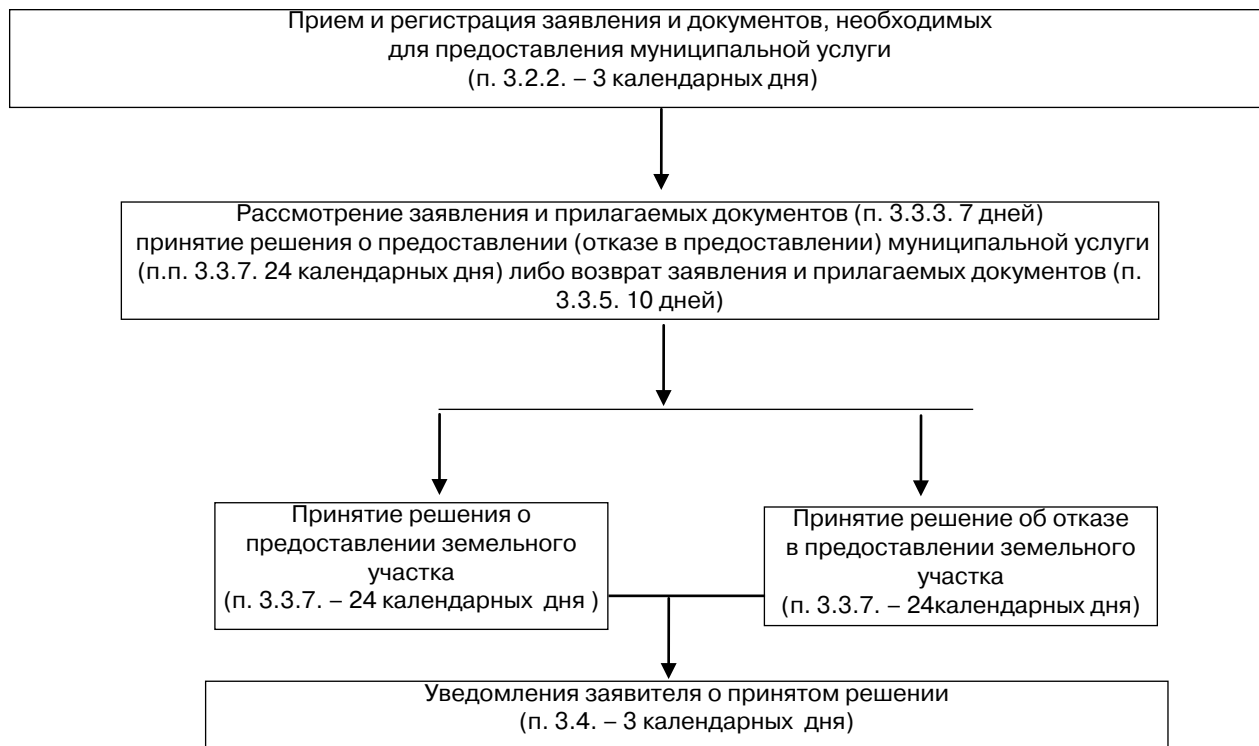 Прием и регистрация заявления и документов, необходимых
для предоставления муниципальной услуги
(п. 3.2.2. – 3 календарных дня)
Рассмотрение заявления и прилагаемых документов (п. 3.3.3. 7 дней)
принятие решения о предоставлении (отказе в предоставлении) муниципальной услуги
(п.п. 3.3.7. 24 календарных дня) либо возврат заявления и прилагаемых документов (п.
3.3.5. 10 дней)
Принятие решения о
предоставлении земельного
участка
(п. 3.3.7. – 24 календарных дня )
Принятие решение об отказе
в предоставлении земельного
участка
(п. 3.3.7. – 24календарных дня)
Уведомления заявителя о принятом решении
(п. 3.4. – 3 календарных дня)